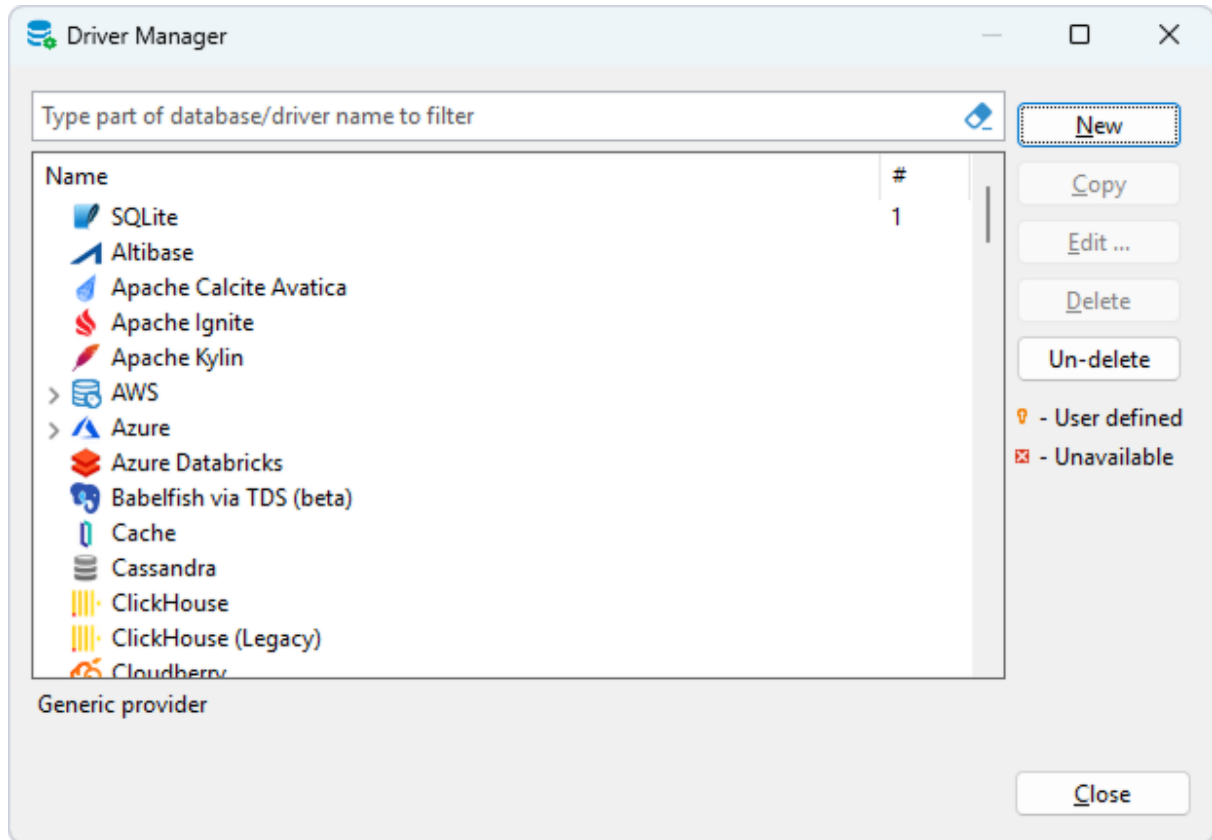 Driver Manager
Type part of database/driver name to filter
New
Name #
Copy
SQLite 1
Altibase
Edit ...
Apache Calcite Avatica
Delete
Apache Ignite
Apache Kylin
Un-delete
AWS
Azure
- User defined
Azure Databricks
- Unavailable
Babelfish via TDS (beta)
Cache
Cassandra
ClickHouse
ClickHouse (Legacy)
Cloudberry
Generic provider
Close